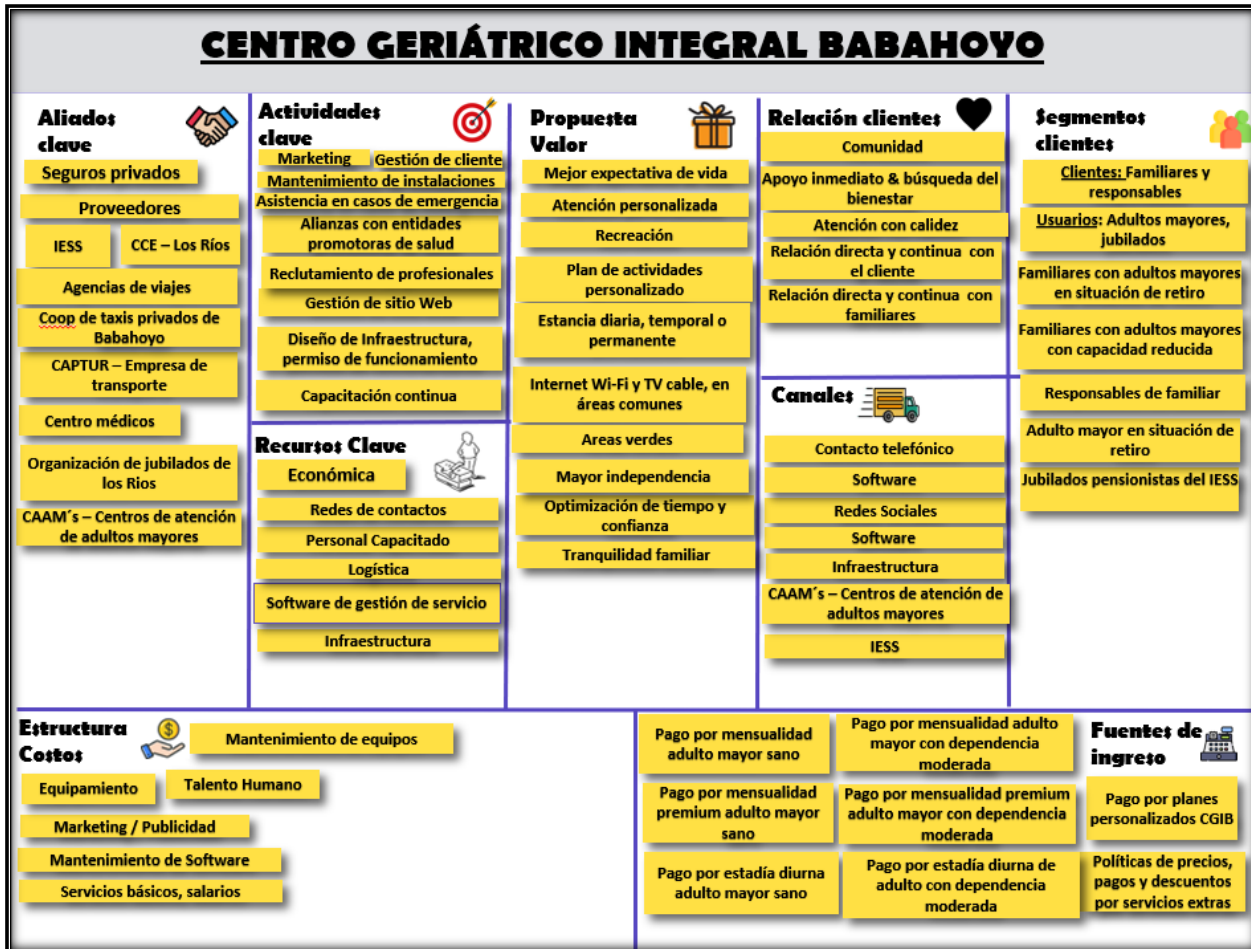 CENTRO GERIÁTRICO INTEGRAL BABAHOYO
Aliados
clave
Seguros privados
Proveedores
IESS
CCE – Los Ríos
Agencias de viajes
Coop de taxis privados de
Babahoyo
CAPTUR – Empresa de
transporte
Centro médicos
Organización de jubilados de
los Rios
CAAM´s – Centros de atención
de adultos mayores
Actividades
clave
Marketing
Gestión de cliente
Mantenimiento de instalaciones
Asistencia en casos de emergencia
Alianzas con entidades
promotoras de salud
Reclutamiento de profesionales
Gestión de sitio Web
Diseño de Infraestructura,
permiso de funcionamiento
Capacitación continua
Recursos Clave
Económica
Redes de contactos
Personal Capacitado
Logística
Software de gestión de servicio
Infraestructura
Propuesta
Valor
Mejor expectativa de vida
Atención personalizada
Recreación
Plan de actividades
personalizado
Estancia diaria, temporal o
permanente
Internet Wi-Fi y TV cable, en
áreas comunes
Areas verdes
Mayor independencia
Optimización de tiempo y
confianza
Tranquilidad familiar
Relación clientes
Comunidad
Apoyo inmediato & búsqueda del
bienestar
Atención con calidez
Relación directa y continua con
el cliente
Relación directa y continua con
familiares
Canales
Contacto telefónico
Software
Redes Sociales
Software
Infraestructura
CAAM´s – Centros de atención de
adultos mayores
IESS
Segmentos
clientes
Clientes: Familiares y
responsables
Usuarios: Adultos mayores,
jubilados
Familiares con adultos mayores
en situación de retiro
Familiares con adultos mayores
con capacidad reducida
Responsables de familiar
Adulto mayor en situación de
retiro
Jubilados pensionistas del IESS
Estructura
Costos
$
Mantenimiento de equipos
Equipamiento
Talento Humano
Marketing / Publicidad
Mantenimiento de Software
Servicios básicos, salarios
Fuentes de
ingreso
Pago por mensualidad
adulto mayor sano
Pago por mensualidad adulto
mayor con dependencia
moderada
Pago por mensualidad
premium adulto mayor
sano
Pago por mensualidad premium
adulto mayor con dependencia
moderada
Pago por planes
personalizados CGIB
Pago por estadía diurna
adulto mayor sano
Pago por estadía diurna de
adulto con dependencia
moderada
Políticas de precios,
pagos y descuentos
por servicios extras